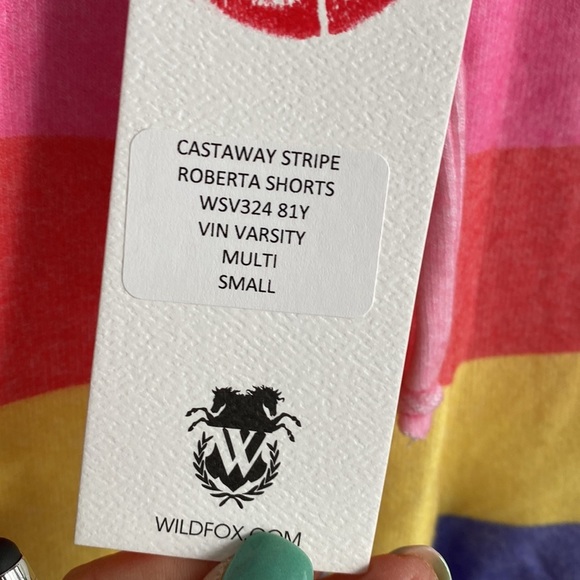 CASTAWAY STRIPE
ROBERTA SHORTS
WSV324 81Y
VIN VARSITY
MULTI
SMALL
W
WILDFOX.COM